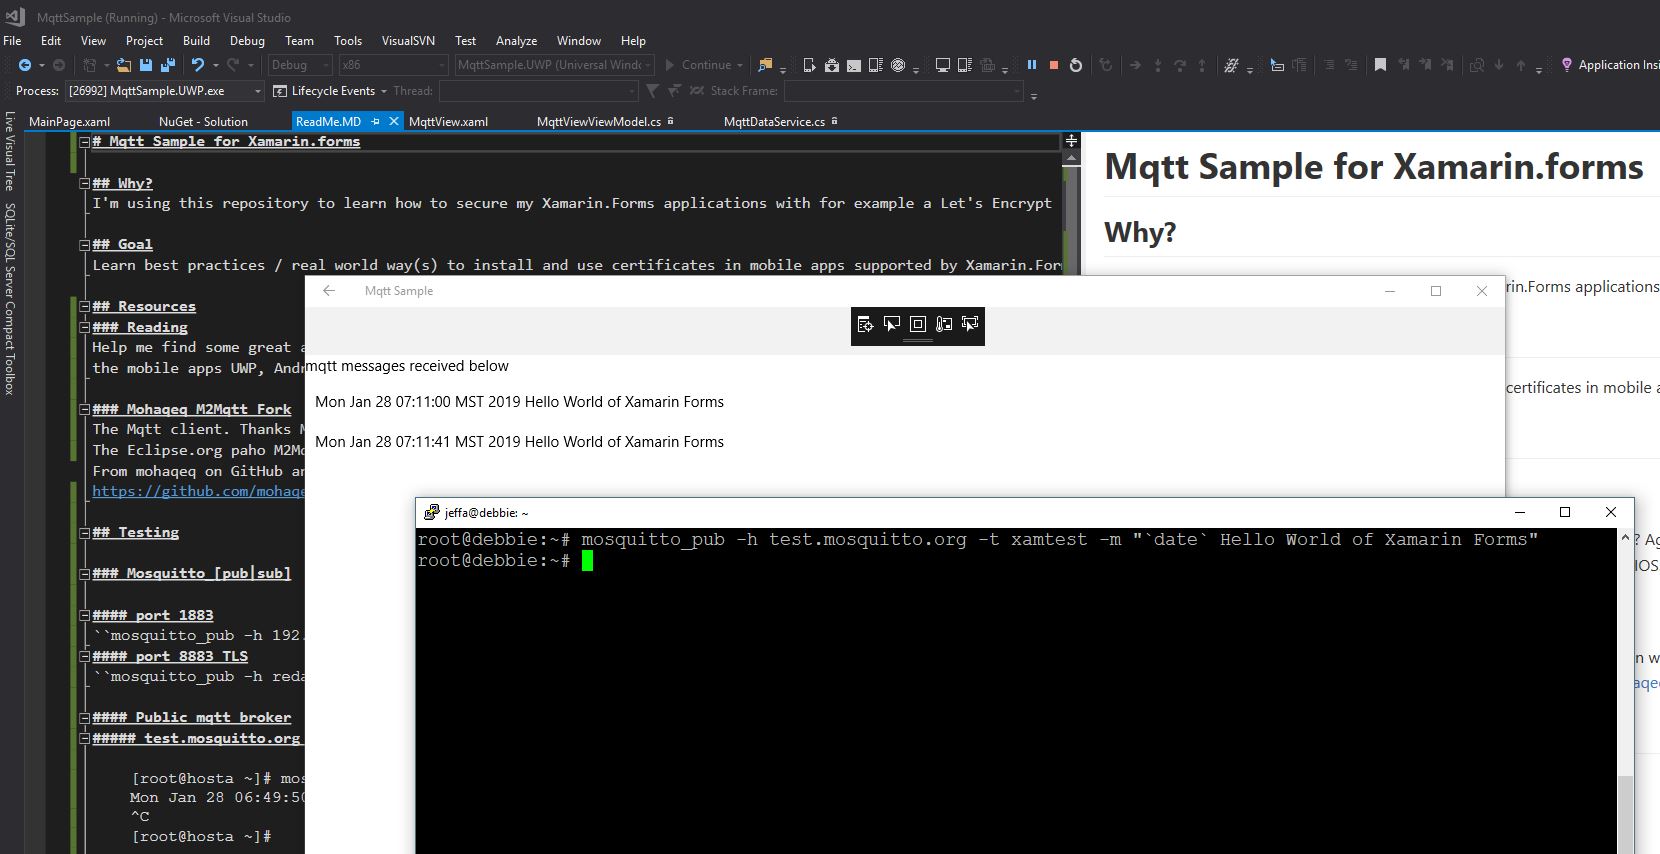 MqttSample (Running) - Microsoft Visual Studio
File Edit View Project Build Debug Team Tools VisualSVN Test Analyze Window Help
Debug x86 MqttSample.UWP (Universal Windo Continue Application Insi
Process: [26992] MqttSample.UWP.exe Lifecycle Events Thread: Stack Frame:
MainPage.xaml NuGet - Solution ReadMe.MD MqttView.xaml MqttViewViewModel.cs MqttDataService.cs
Live Visual Tree
SQLite/SQL Server Compact Toolbox
# Mqtt Sample for Xamarin.forms
## Why?
I'm using this repository to learn how to secure my Xamarin.Forms applications with for example a Let's Encrypt
## Goal
Learn best practices / real world way(s) to install and use certificates in mobile apps supported by Xamarin.For
## Resources
### Reading
Help me find some great a
the mobile apps UWP, Andr
### Mohaqeq M2Mqtt Fork
The Mqtt client. Thanks M
The Eclipse.org paho M2Mq
From mohaqeq on GitHub an
https://github.com/mohaqe
## Testing
### Mosquitto_[pub|sub]
#### port 1883
``mosquitto_pub -h 192.
#### port 8883 TLS
``mosquitto_pub -h reda
#### Public mqtt broker
##### test.mosquitto.org
[root@hosta ~]# mos
Mon Jan 28 06:49:50
^C
[root@hosta ~]#
Mqtt Sample for Xamarin.forms
Why?
rin.Forms applications
certificates in mobile a
? Ag
IOS
n w
aqe
Mqtt Sample
mqtt messages received below
Mon Jan 28 07:11:00 MST 2019 Hello World of Xamarin Forms
Mon Jan 28 07:11:41 MST 2019 Hello World of Xamarin Forms
jeffa@debbie: ~
root@debbie:~# mosquitto_pub -h test.mosquitto.org -t xamtest -m "`date` Hello World of Xamarin Forms"
root@debbie:~#